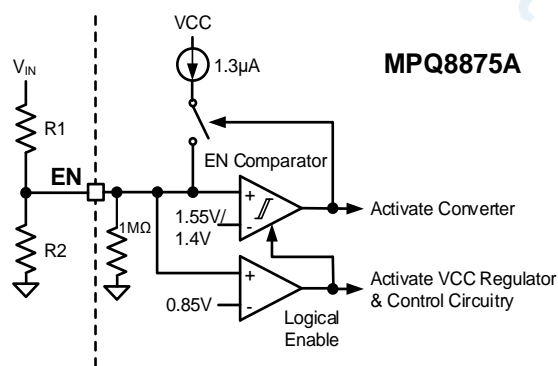 VCC
1.3µA
MPQ8875A
VIN
R1
EN
EN Comparator
+
1.55V/
1.4V
-
Activate Converter
1MΩ
R2
+
0.85V
-
Logical
Enable
Activate VCC Regulator
& Control Circuitry